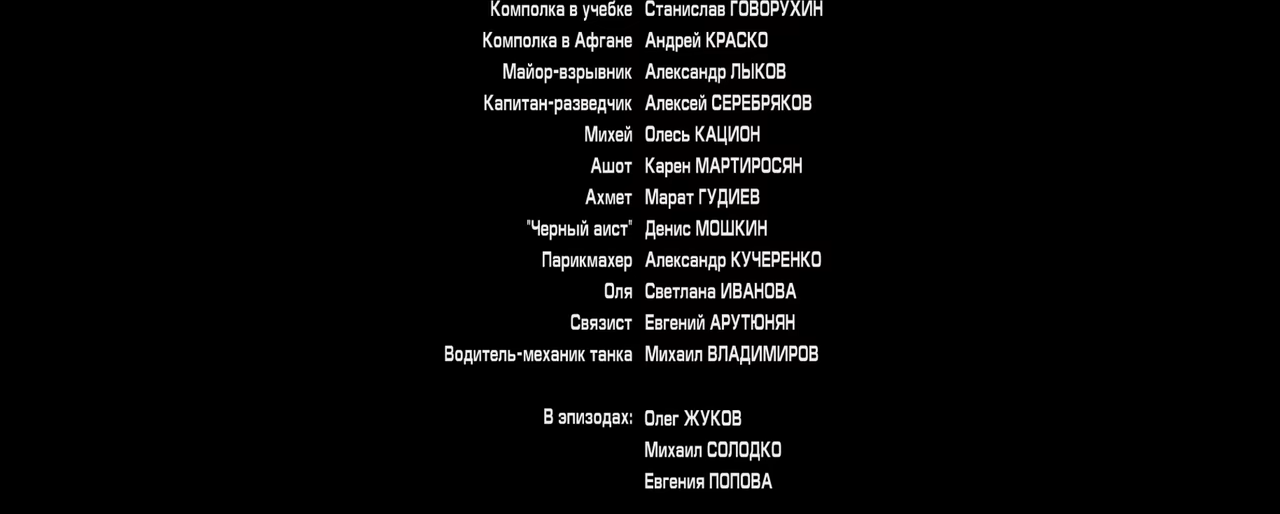 Комполка в учебке Станислав ГОВОРУХИН
Комполка в Афгане Андрей КРАСКО
Майор-взрывник Александр ЛЫКОВ
Капитан-разведчик Алексей СЕРЕБРЯКОВ
Михей Олесь КАЦИОН
Ашот Карен МАРТИРОСЯН
Ахмет Марат ГУДИЕВ
"Черный аист" Денис МОШКИН
Парикмахер Александр КУЧЕРЕНКО
Оля Светлана ИВАНОВА
Связист Евгений АРУТЮНЯН
Водитель-механик танка Михаил ВЛАДИМИРОВ
В эпизодах: Олег ЖУКОВ
Михаил СОЛОДКО
Евгения ПОПОВА